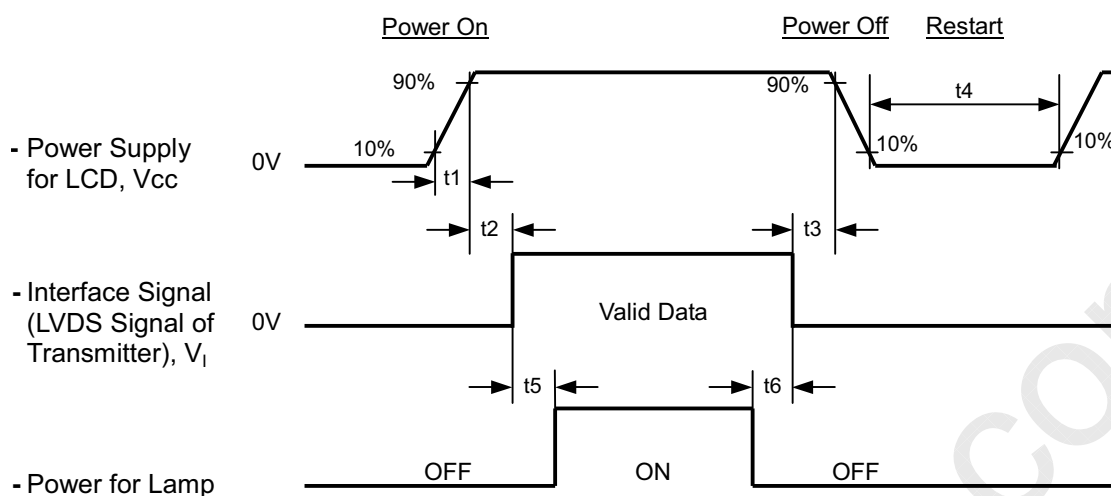 Power On
Power Off
Restart
90%
90%
t4
10%
10%
10%
- Power Supply
for LCD, Vcc
0V
t1
t2
t3
- Interface Signal
(LVDS Signal of
Transmitter), VI
0V
Valid Data
t5
t6
- Power for Lamp
OFF
ON
OFF